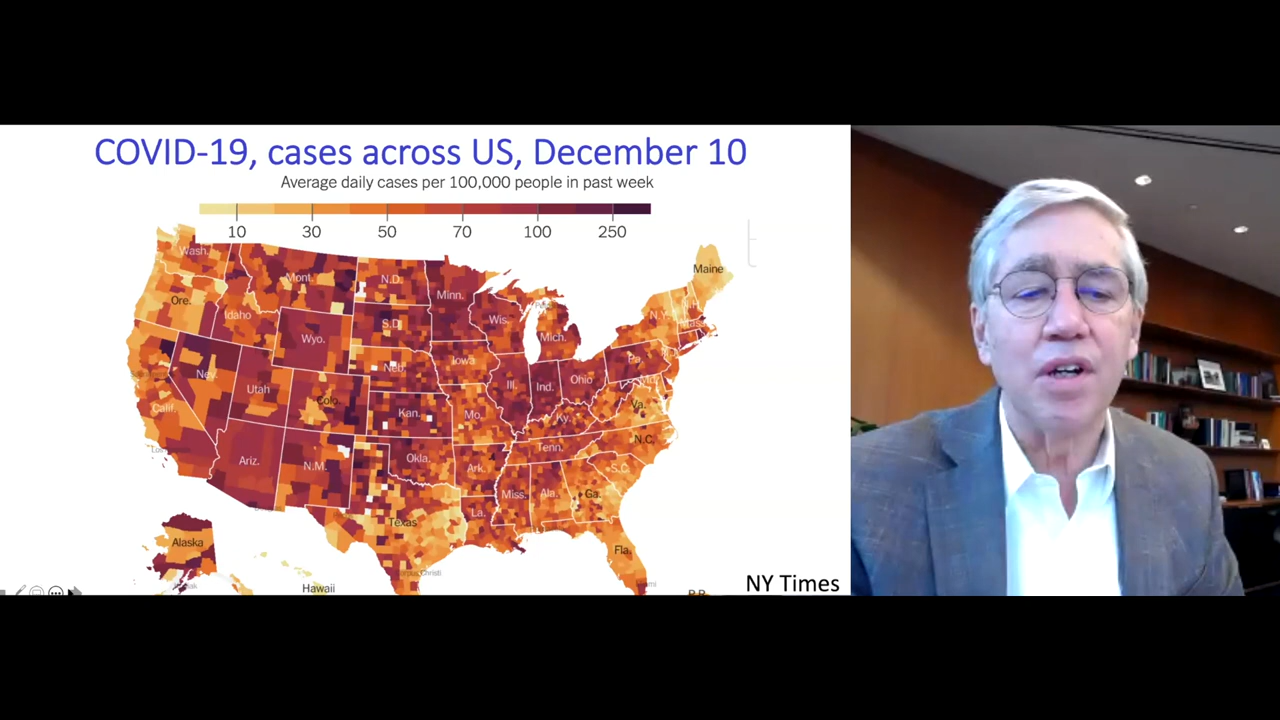 COVID-19, cases across US, December 10
Average daily cases per 100,000 people in past week
10 30 50 70 100 250
Wash.
Mont.
N.D.
Minn.
Maine
Ore.
Idaho
S.D.
Wis.
Mich.
N.Y.
Mass.
Wyo.
Iowa
Pa.
Nev.
Utah
Colo.
Neb.
Ill.
Ind.
Ohio
Md.
Calif.
Kan.
Mo.
Ky.
Va.
Ariz.
N.M.
Okla.
Ark.
Tenn.
N.C.
S.C.
Miss.
Ala.
Ga.
Texas
La.
Fla.
Alaska
Hawaii
NY Times